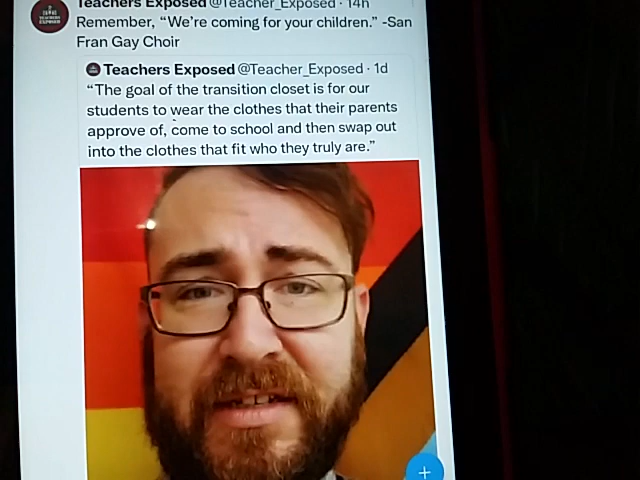 Teachers Exposed @Teacher_Exposed · 14h
Remember, “We’re coming for your children.” -San
Fran Gay Choir
Teachers Exposed @Teacher_Exposed · 1d
“The goal of the transition closet is for our
students to wear the clothes that their parents
approve of, come to school and then swap out
into the clothes that fit who they truly are.”